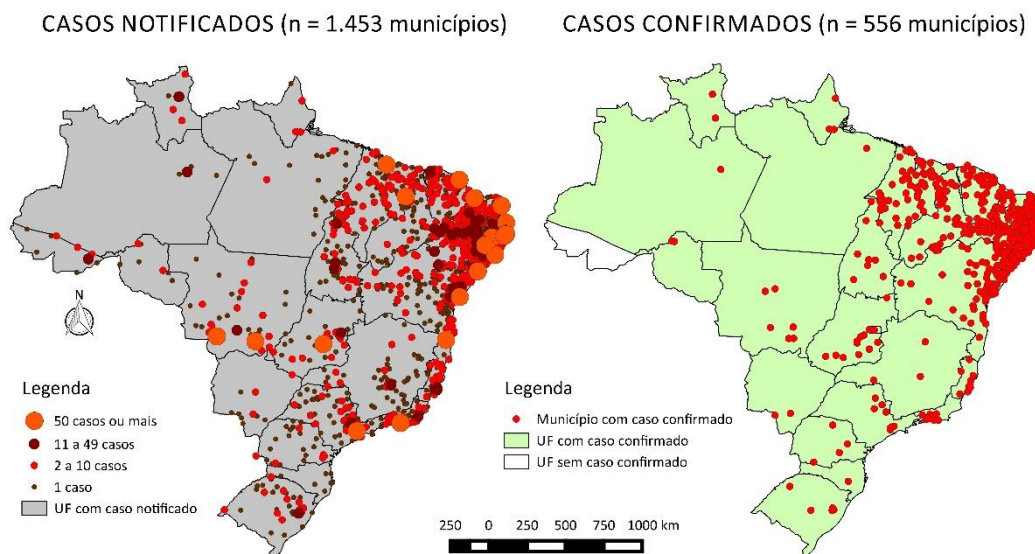 CASOS NOTIFICADOS (n = 1.453 municípios)
N
Legenda
50 casos ou mais
11 a 49 casos
2 a 10 casos
1 caso
UF com caso notificado
CASOS CONFIRMADOS (n = 556 municípios)
Legenda
Município com caso confirmado
UF com caso confirmado
UF sem caso confirmado
250 0 250 500 750 1000 km